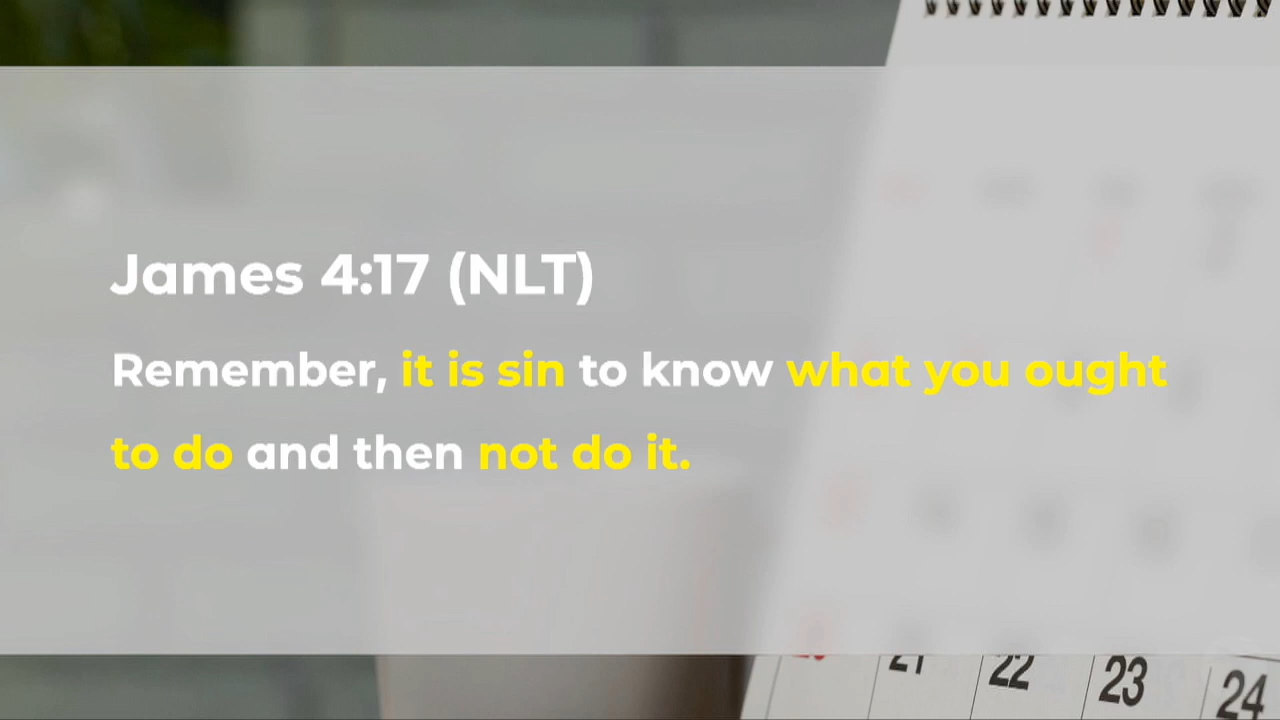 James 4:17 (NLT)
Remember, it is sin to know what you ought
to do and then not do it.
21 22 23 24